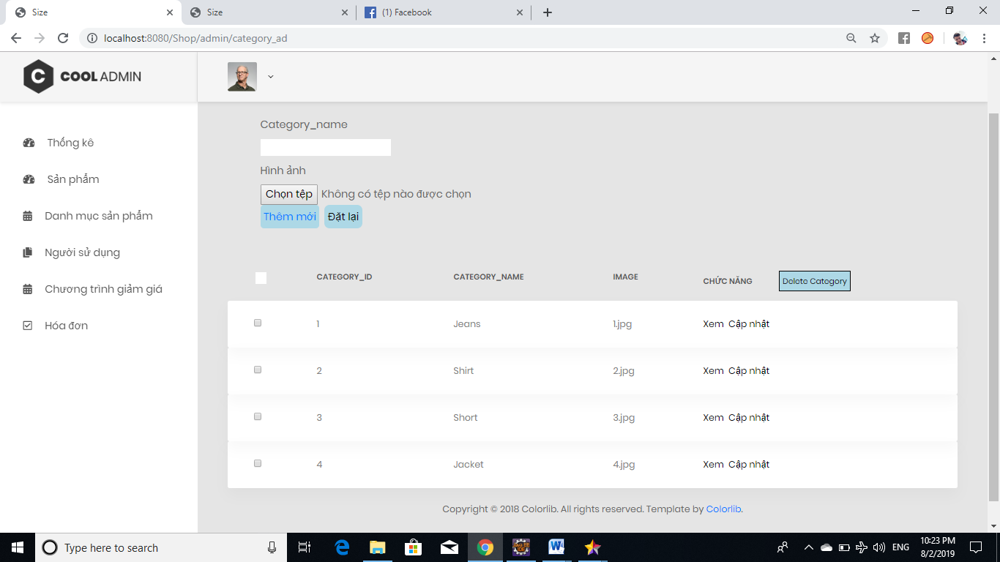 Size
Size
(1) Facebook
localhost:8080/Shop/admin/category_ad
C COOL ADMIN
Thống kê
Sản phẩm
Danh mục sản phẩm
Người sử dụng
Chương trình giảm giá
Hóa đơn
Category_name
Hình ảnh
Chọn tệp Không có tệp nào được chọn
Thêm mới Đặt lại
CATEGORY_ID CATEGORY_NAME IMAGE CHỨC NĂNG Delete Category
1 Jeans 1.jpg Xem Cập nhật
2 Shirt 2.jpg Xem Cập nhật
3 Short 3.jpg Xem Cập nhật
4 Jacket 4.jpg Xem Cập nhật
Copyright © 2018 Colorlib. All rights reserved. Template by Colorlib.
Type here to search
ENG
10:23 PM
8/2/2019